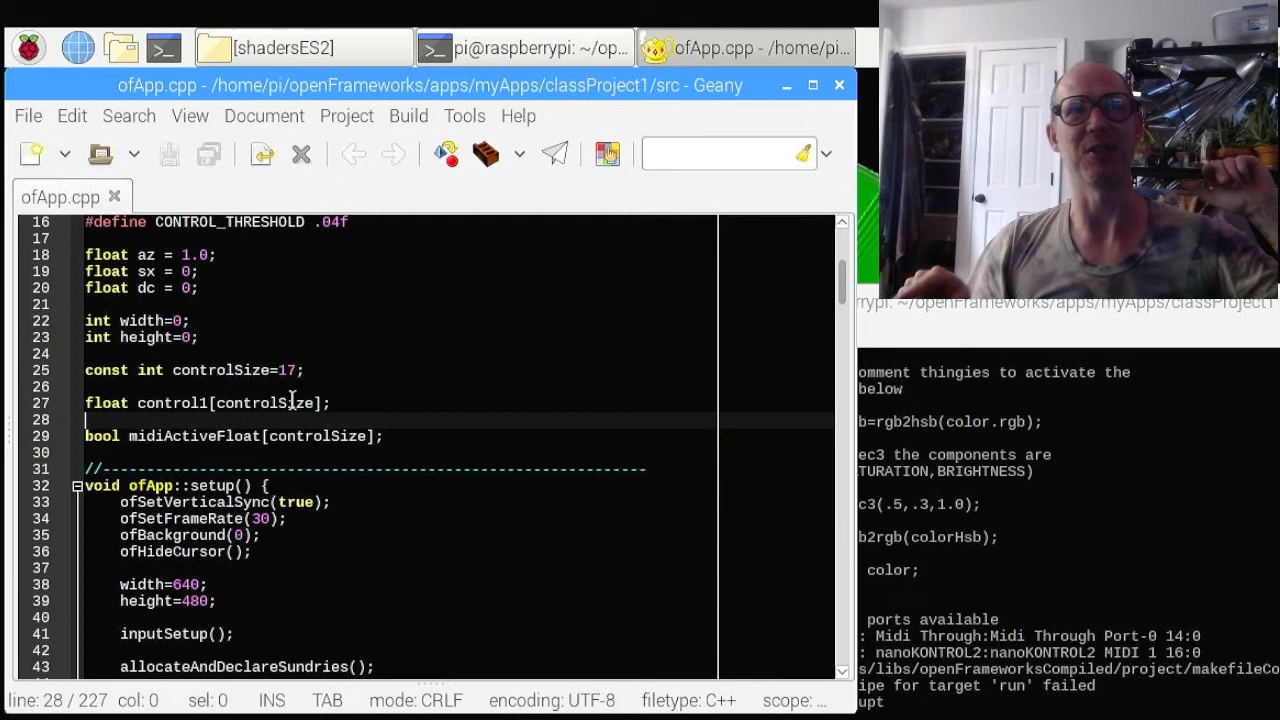 [shadersES2]
pi@raspberrypi: ~/op...
ofApp.cpp - /home/pi...
ofApp.cpp - /home/pi/openFrameworks/apps/myApps/classProject1/src - Geany
File Edit Search View Document Project Build Tools Help
ofApp.cpp
16 #define CONTROL_THRESHOLD .04f
17
18 float az = 1.0;
19 float sx = 0;
20 float dc = 0;
21
22 int width=0;
23 int height=0;
24
25 const int controlSize=17;
26
27 float control1[controlSize];
28
29 bool midiActiveFloat[controlSize];
30
31 //--------------------------------------------------------------
32 void ofApp::setup() {
33 ofSetVerticalSync(true);
34 ofSetFrameRate(30);
35 ofBackground(0);
36 ofHideCursor();
37
38 width=640;
39 height=480;
40
41 inputSetup();
42
43 allocateAndDeclareSundries();
line: 28 / 227 col: 0 sel: 0 INS TAB mode: CRLF encoding: UTF-8 filetype: C++ scope: ...
rrypi: ~/openFrameworks/apps/myApps/classProject1
omment thingies to activate the
below
b=rgb2hsb(color.rgb);
ec3 the components are
TURATION,BRIGHTNESS)
c3(.5,.3,1.0);
b2rgb(colorHsb);
color;
ports available
: Midi Through:Midi Through Port-0 14:0
: nanoKONTROL2:nanoKONTROL2 MIDI 1 16:0
s/libs/openFrameworksCompiled/project/makefileCo
ipe for target 'run' failed
upt